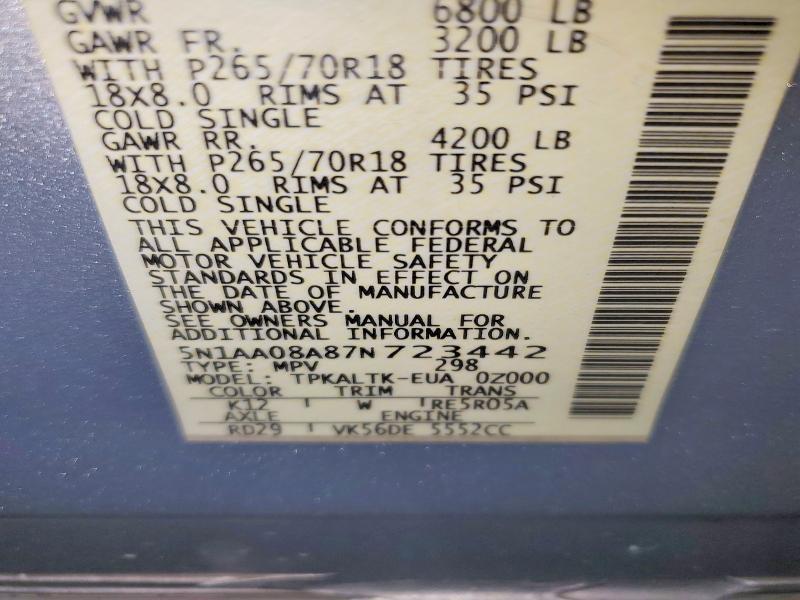 GVWR 6800 LB
GAWR FR. 3200 LB
WITH P265/70R18 TIRES
18X8.0 RIMS AT 35 PSI
COLD SINGLE
GAWR RR. 4200 LB
WITH P265/70R18 TIRES
18X8.0 RIMS AT 35 PSI
COLD SINGLE
THIS VEHICLE CONFORMS TO
ALL APPLICABLE FEDERAL
MOTOR VEHICLE SAFETY
STANDARDS IN EFFECT ON
THE DATE OF MANUFACTURE
SHOWN ABOVE.
SEE OWNERS MANUAL FOR
ADDITIONAL INFORMATION.
5N1AA08A87N723442
TYPE: MPV 298
MODEL: TPKALTK-EUA 0Z000
COLOR TRIM TRANS
K12 W RE5R05A
AXLE ENGINE
RD29 VK56DE 5552CC